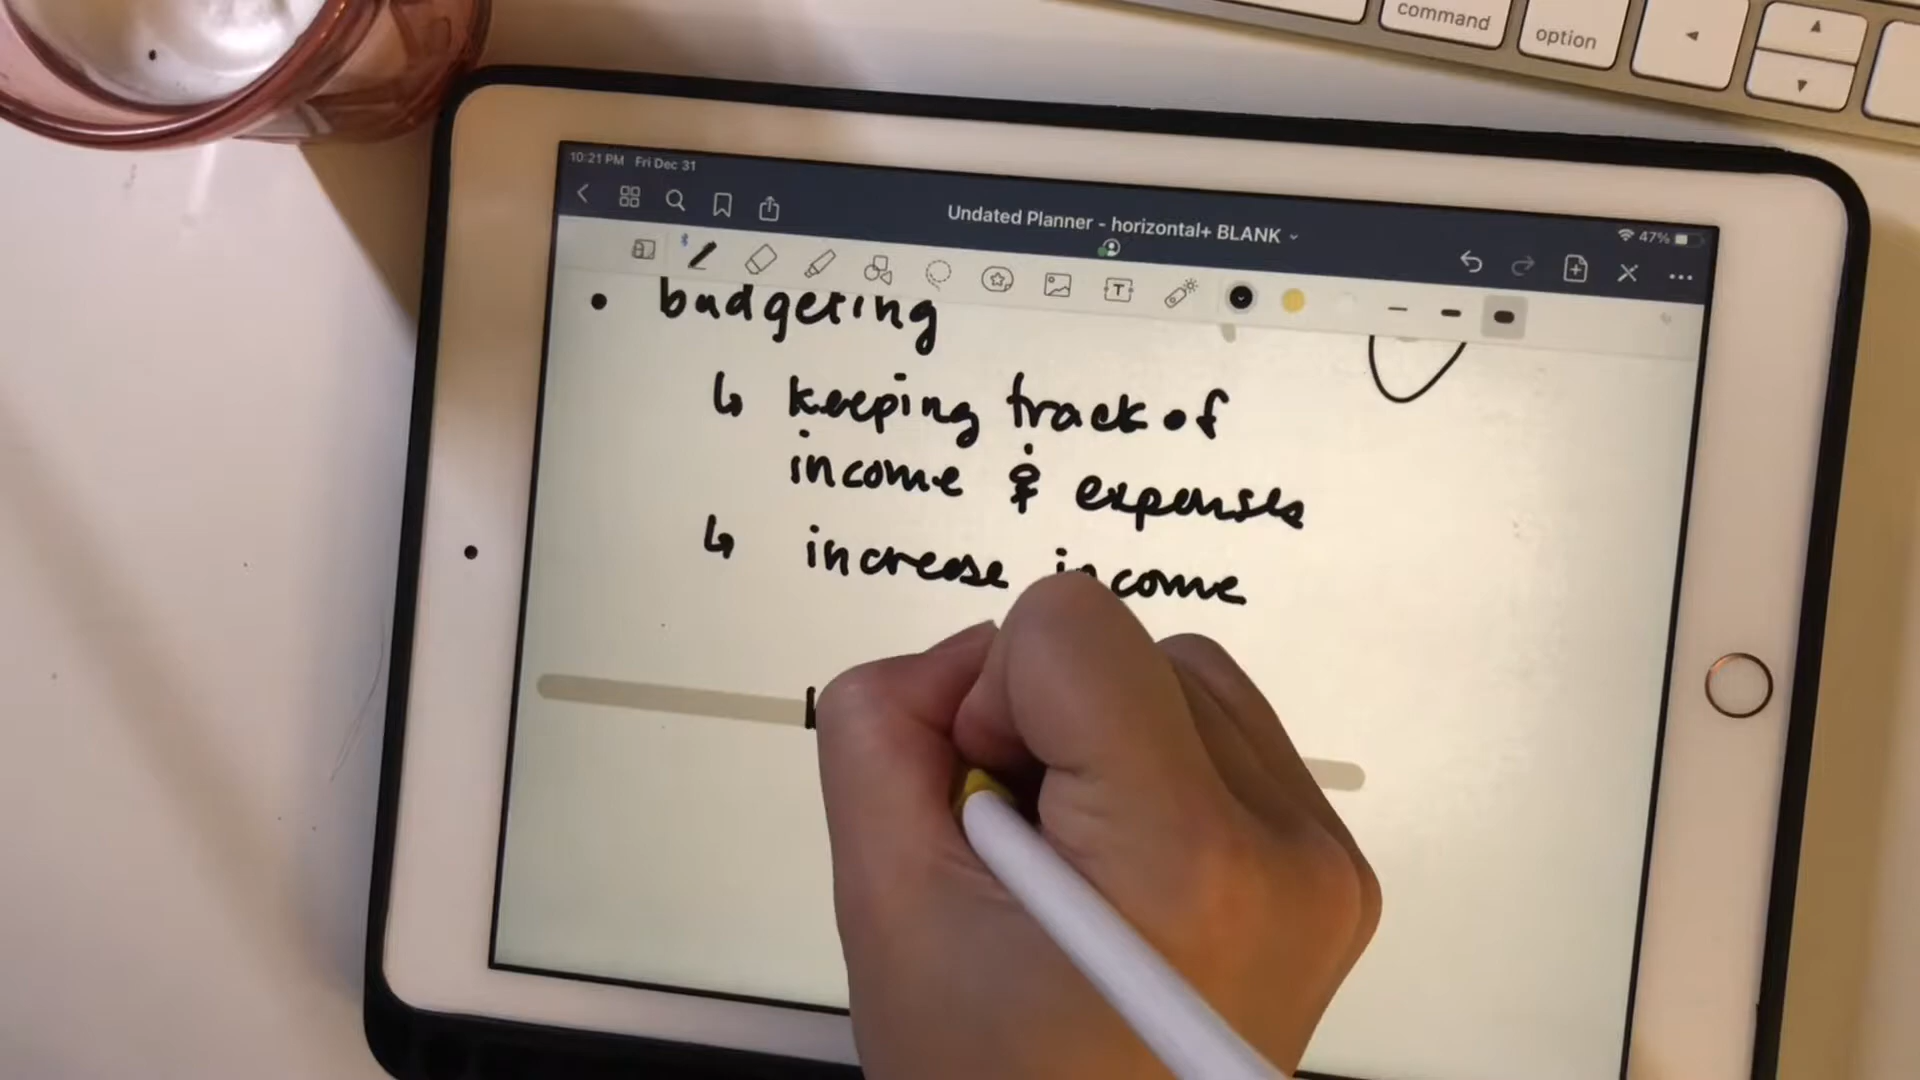 command
option
10:21 PM Fri Dec 31
Undated Planner - horizontal+ BLANK
47%
T
• budgeting
↳ keeping track of
income & expenses
↳ increase income